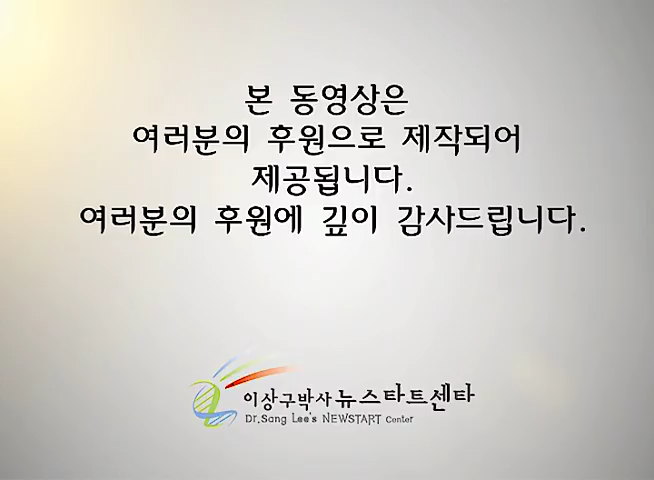 본 동영상은
여러분의 후원으로 제작되어
제공됩니다.
여러분의 후원에 깊이 감사드립니다.
이상구박사 뉴스타트센타
Dr.Sang Lee's NEWSTART Center